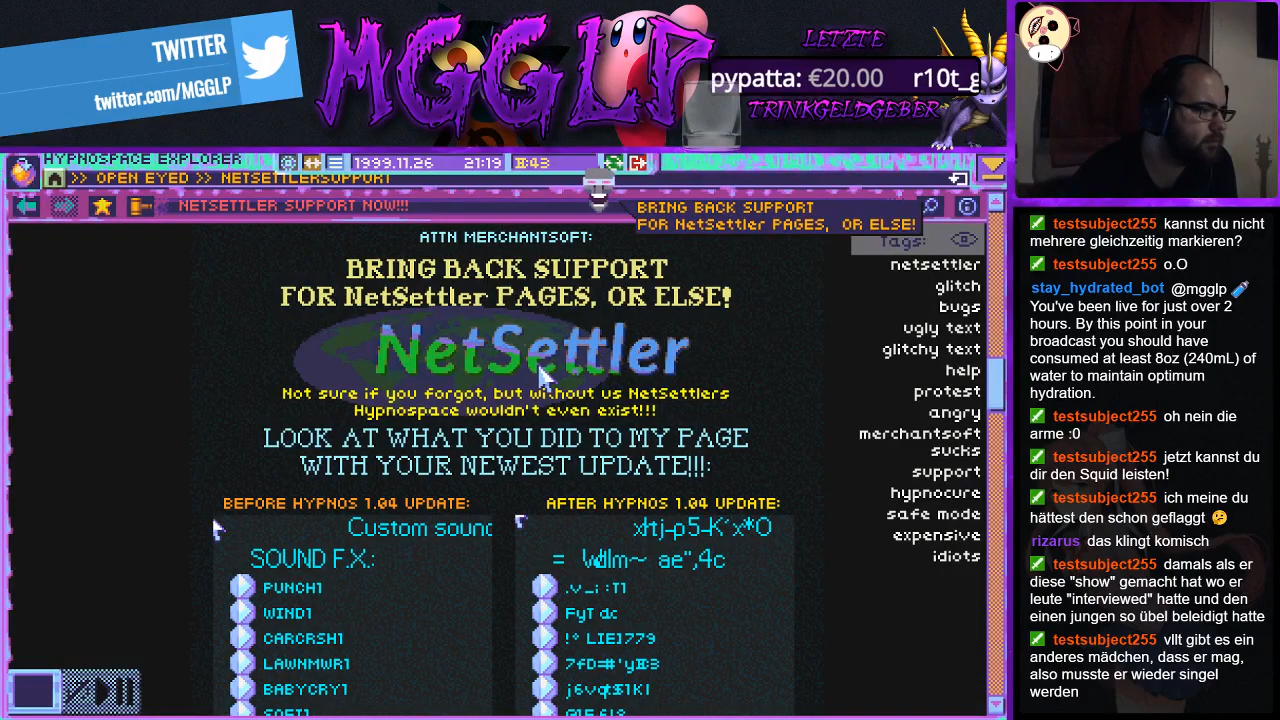 TWITTER
twitter.com/MGGLP
MGGLP
LETZTE
pypatta: €20.00 r10t_g
TRINKGELDGEBER
HYPNOSPACE EXPLORER
1999.11.26 21:19
>> OPEN EYED >> NETSETTLERSUPPORT
NETSETTLER SUPPORT NOW!!!
BRING BACK SUPPORT
FOR NetSettler PAGES, OR ELSE!
ATTN MERCHANTSOFT:
BRING BACK SUPPORT
FOR NetSettler PAGES, OR ELSE!
NetSettler
Not sure if you forgot, but without us NetSettlers
Hypnospace wouldn't even exist!!!
LOOK AT WHAT YOU DID TO MY PAGE
WITH YOUR NEWEST UPDATE!!!:
BEFORE HYPNOS 1.04 UPDATE:
Custom sound
SOUND F.X.:
PUNCH1
WIND1
CARCRSH1
LAWNMWR1
BABYCRY1
AFTER HYPNOS 1.04 UPDATE:
Tags:
netsettler
glitch
bugs
ugly text
glitchy text
help
protest
angry
merchantsoft
sucks
support
hypnocure
safe mode
expensive
idiots
testsubject255 kannst du nicht
mehrere gleichzeitig markieren?
testsubject255 o.O
stay_hydrated_bot @mgglp
You've been live for just over 2
hours. By this point in your
broadcast you should have
consumed at least 8oz (240mL) of
water to maintain optimum
hydration.
testsubject255 oh nein die
arme :0
testsubject255 jetzt kannst du
dir den Squid leisten!
testsubject255 ich meine du
hättest den schon geflaggt
rizarus das klingt komisch
testsubject255 damals als er
diese "show" gemacht hat wo er
leute "interviewed" hatte und den
einen jungen so übel beleidigt hatte
testsubject255 vllt gibt es ein
anderes mädchen, dass er mag,
also musste er wieder singel
werden